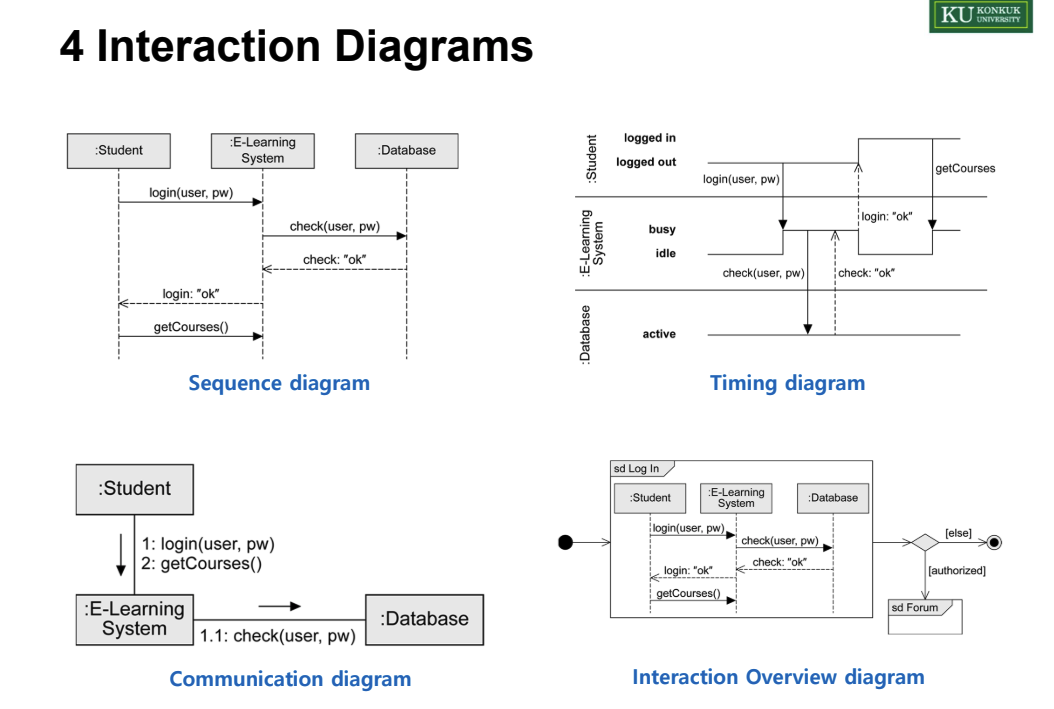 KU KONKUK
UNIVERSITY
4 Interaction Diagrams
:Student
:E-Learning
System
:Database
login(user, pw)
check(user, pw)
check: "ok"
login: "ok"
getCourses()
Sequence diagram
:Student
logged in
logged out
login(user, pw)
getCourses
:E-Learning
System
busy
idle
login: "ok"
check(user, pw)
check: "ok"
:Database
active
Timing diagram
:Student
1: login(user, pw)
2: getCourses()
:E-Learning
System
1.1: check(user, pw)
:Database
Communication diagram
sd Log In
:Student
:E-Learning
System
:Database
login(user, pw)
check(user, pw)
check: "ok"
login: "ok"
getCourses()
[else]
[authorized]
sd Forum
Interaction Overview diagram